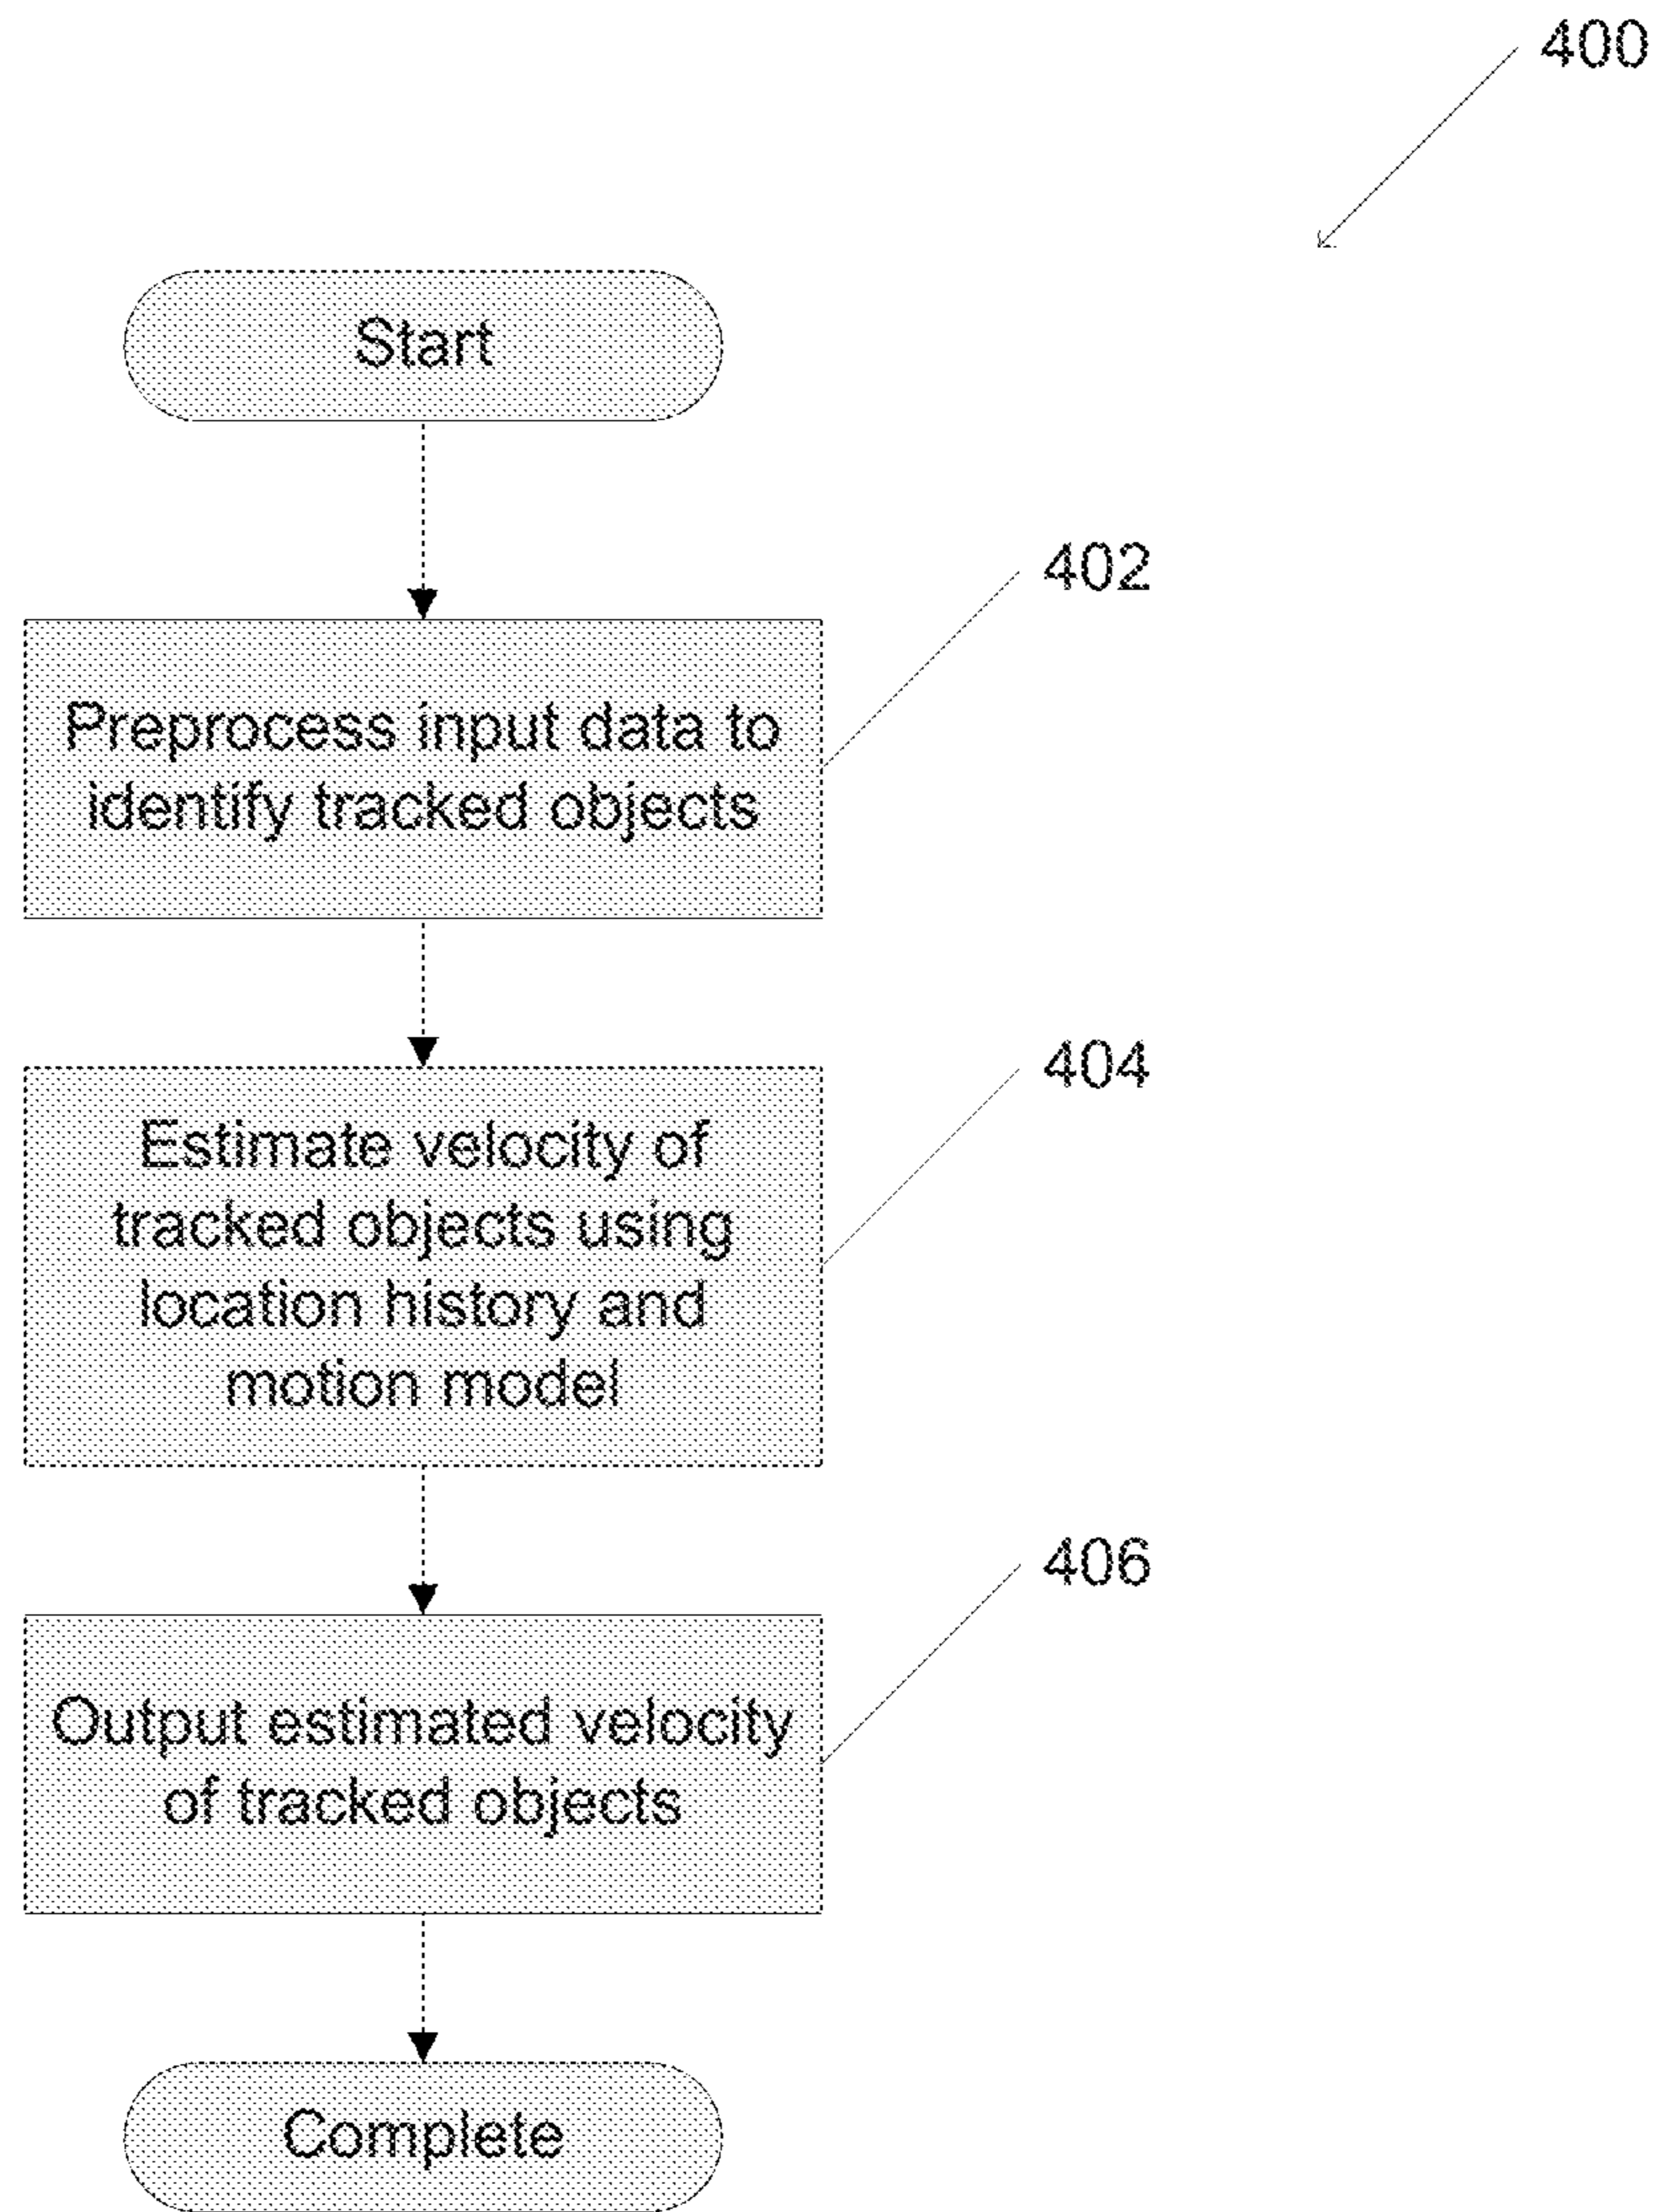 400
Start
402
Preprocess input data to
identify tracked objects
404
Estimate velocity of
tracked objects using
location history and
motion model
406
Output estimated velocity
of tracked objects
Complete